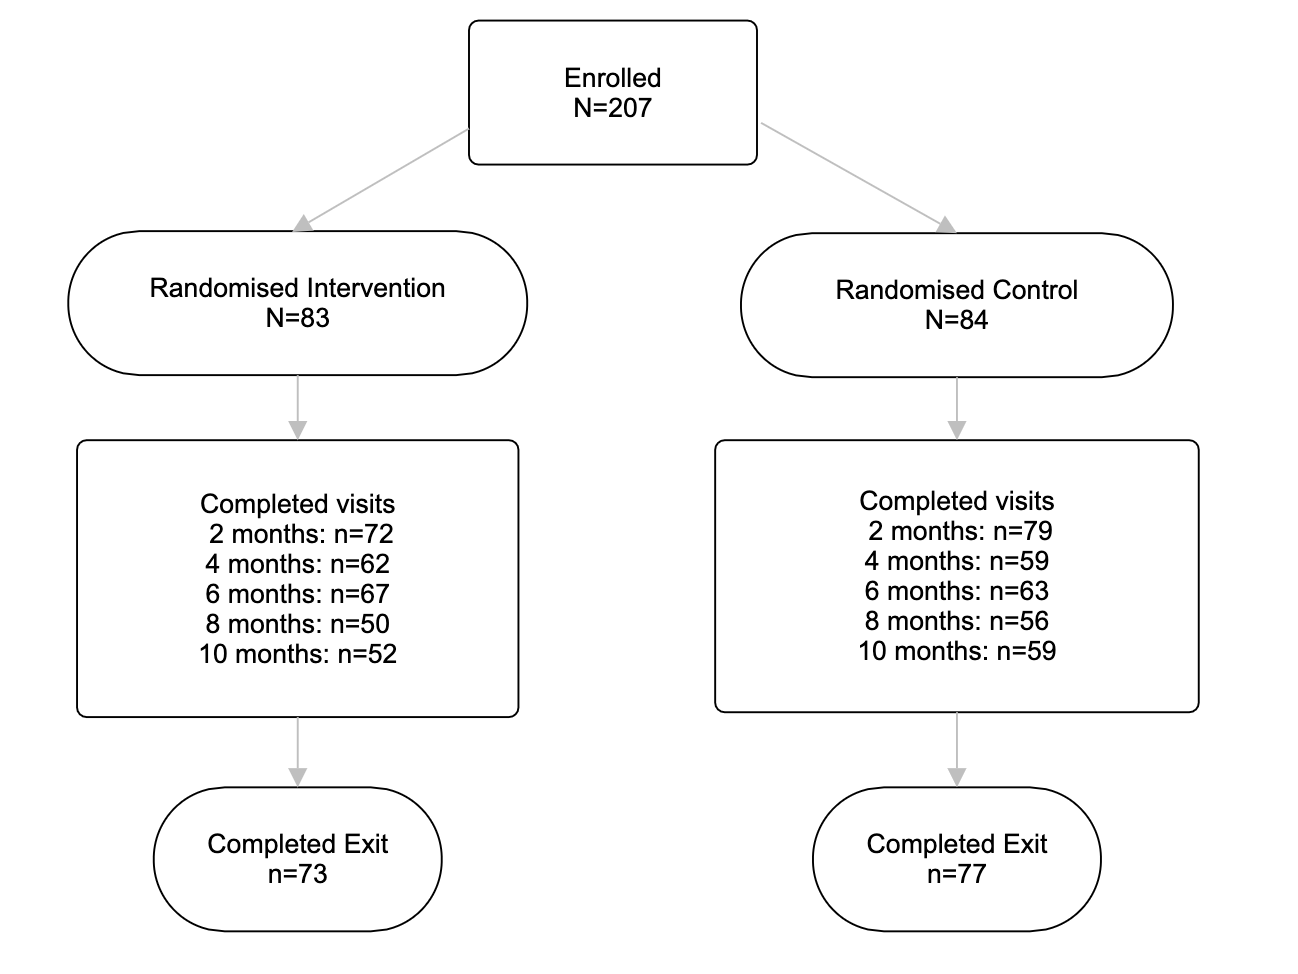 Enrolled
N=207
Randomised Intervention
N=83
Randomised Control
N=84
Completed visits
2 months: n=72
4 months: n=62
6 months: n=67
8 months: n=50
10 months: n=52
Completed visits
2 months: n=79
4 months: n=59
6 months: n=63
8 months: n=56
10 months: n=59
Completed Exit
n=73
Completed Exit
n=77